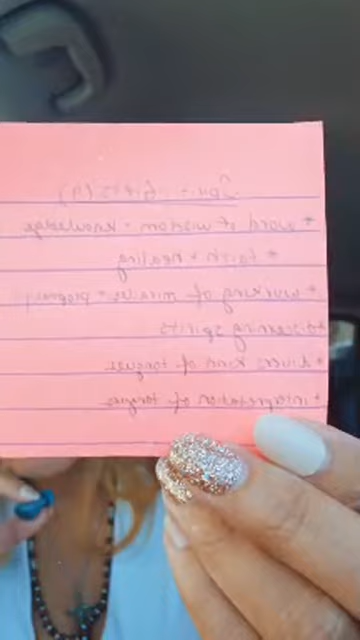 Spirit Gifts (9)
* word of wisdom + knowledge
* faith + healing
* working of miracles + prophecy
* discerning spirits
* divers kind of tongues
* interpretation of tongues